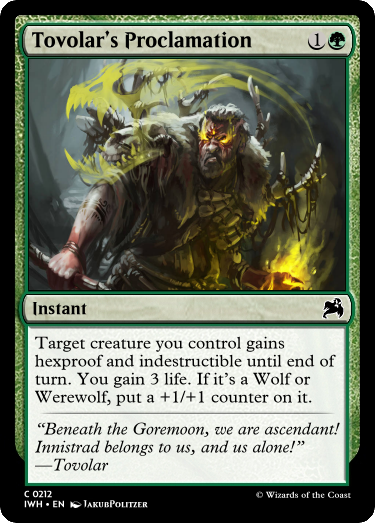 Tovolar's Proclamation 1
Instant
Target creature you control gains
hexproof and indestructible until end of
turn. You gain 3 life. If it's a Wolf or
Werewolf, put a +1/+1 counter on it.
"Beneath the Goremoon, we are ascendant!
Innistrad belongs to us, and us alone!"
—Tovolar
C 0212
IWH • EN JakubPolitzer © Wizards of the Coast